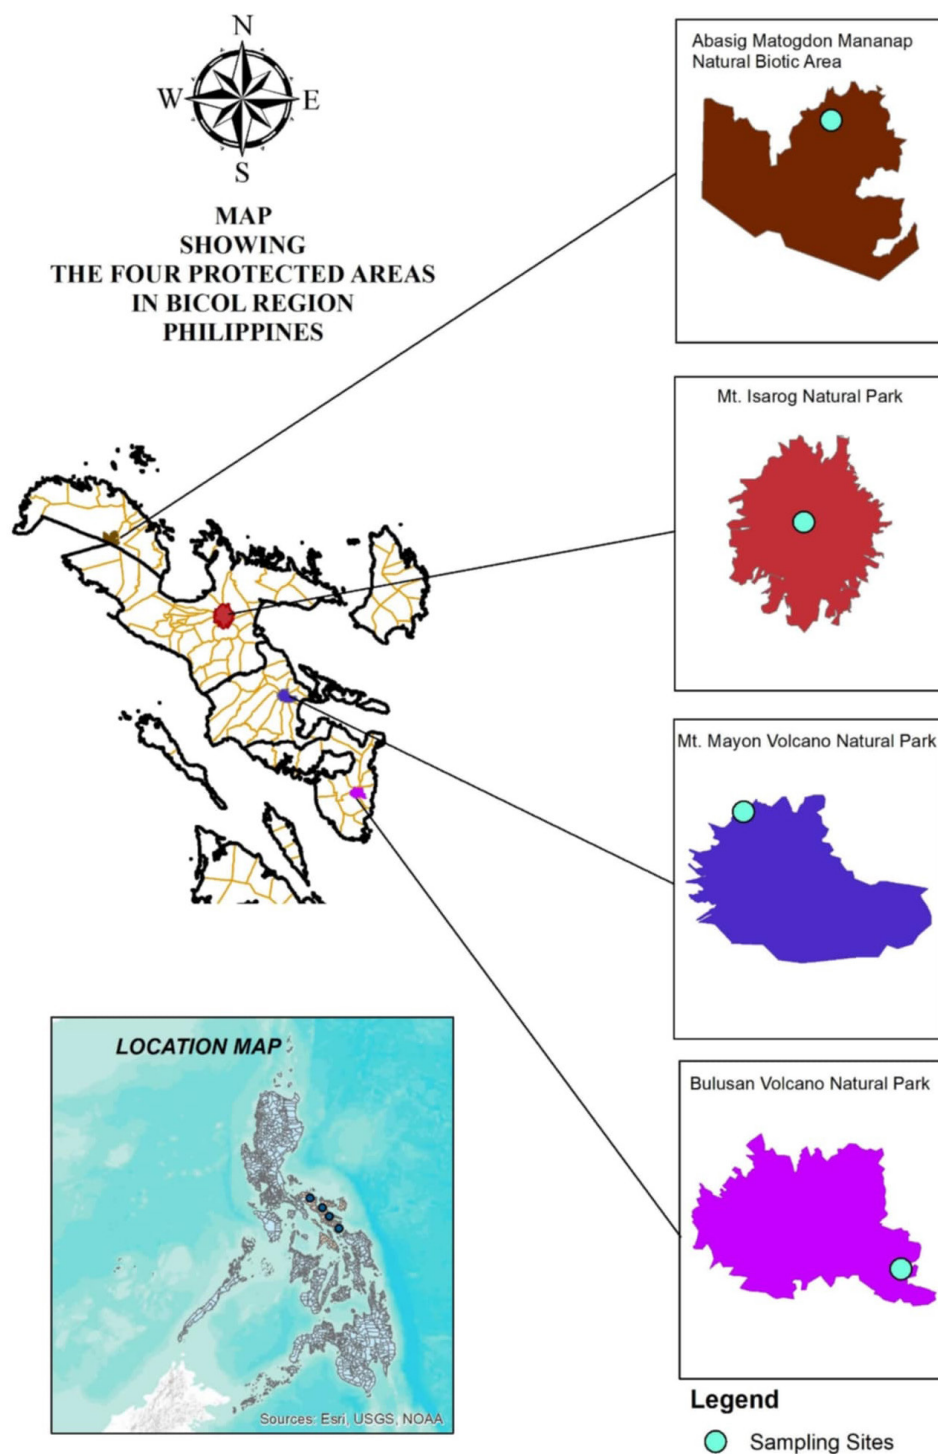 N
W
E
S
MAP
SHOWING
THE FOUR PROTECTED AREAS
IN BICOL REGION
PHILIPPINES
Abasig Matogdon Mananap
Natural Biotic Area
Mt. Isarog Natural Park
Mt. Mayon Volcano Natural Park
Bulusan Volcano Natural Park
LOCATION MAP
Sources: Esri, USGS, NOAA
Legend
Sampling Sites